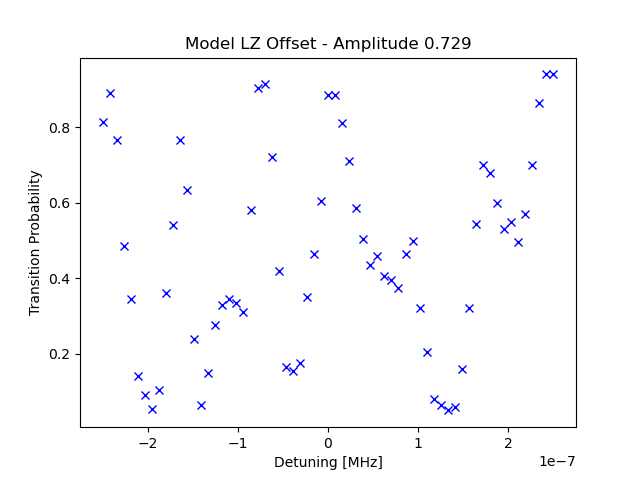 Model LZ Offset - Amplitude 0.729
Transition Probability
0.8
0.6
0.4
0.2
−2
−1
0
1
2
1e−7
Detuning [MHz]